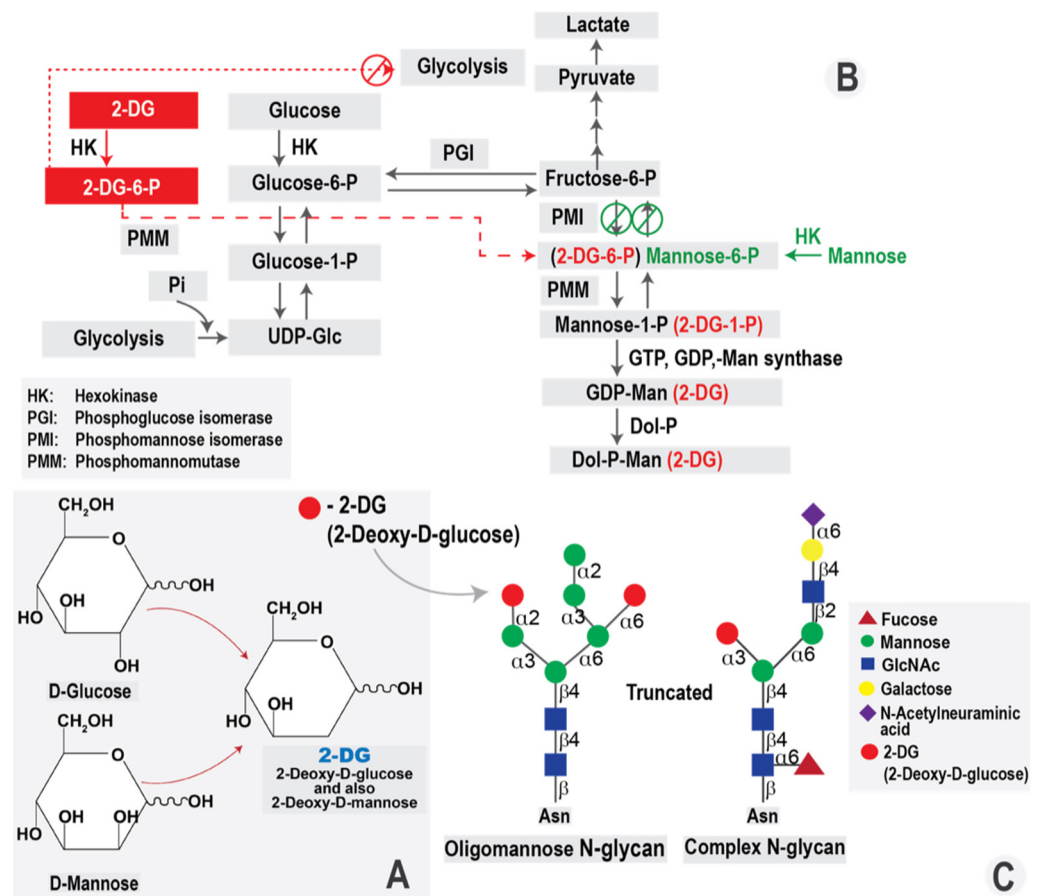 Lactate
Glycolysis
Pyruvate
B
2-DG
Glucose
HK
HK
PGI
2-DG-6-P
Glucose-6-P
Fructose-6-P
PMM
PMI
HK
Glucose-1-P
(2-DG-6-P) Mannose-6-P
Mannose
Pi
PMM
Glycolysis
UDP-Glc
Mannose-1-P (2-DG-1-P)
GTP, GDP,-Man synthase
GDP-Man (2-DG)
Dol-P
Dol-P-Man (2-DG)
HK: Hexokinase
PGI: Phosphoglucose isomerase
PMI: Phosphomannose isomerase
PMM: Phosphomannomutase
CH2OH
O
OH
OH
HO
OH
D-Glucose
CH2OH
O
OH
OH
HO
2-DG
2-Deoxy-D-glucose
and also
2-Deoxy-D-mannose
CH2OH
O
OH
OH
OH
HO
D-Mannose
A
- 2-DG
(2-Deoxy-D-glucose)
α2
α2
α3
α6
α3
α6
β4
β4
β
Asn
Oligomannose N-glycan
Truncated
α6
β4
β2
α3
α6
β4
β4
α6
β
Asn
Complex N-glycan
Fucose
Mannose
GlcNAc
Galactose
N-Acetylneuraminic
acid
2-DG
(2-Deoxy-D-glucose)
C